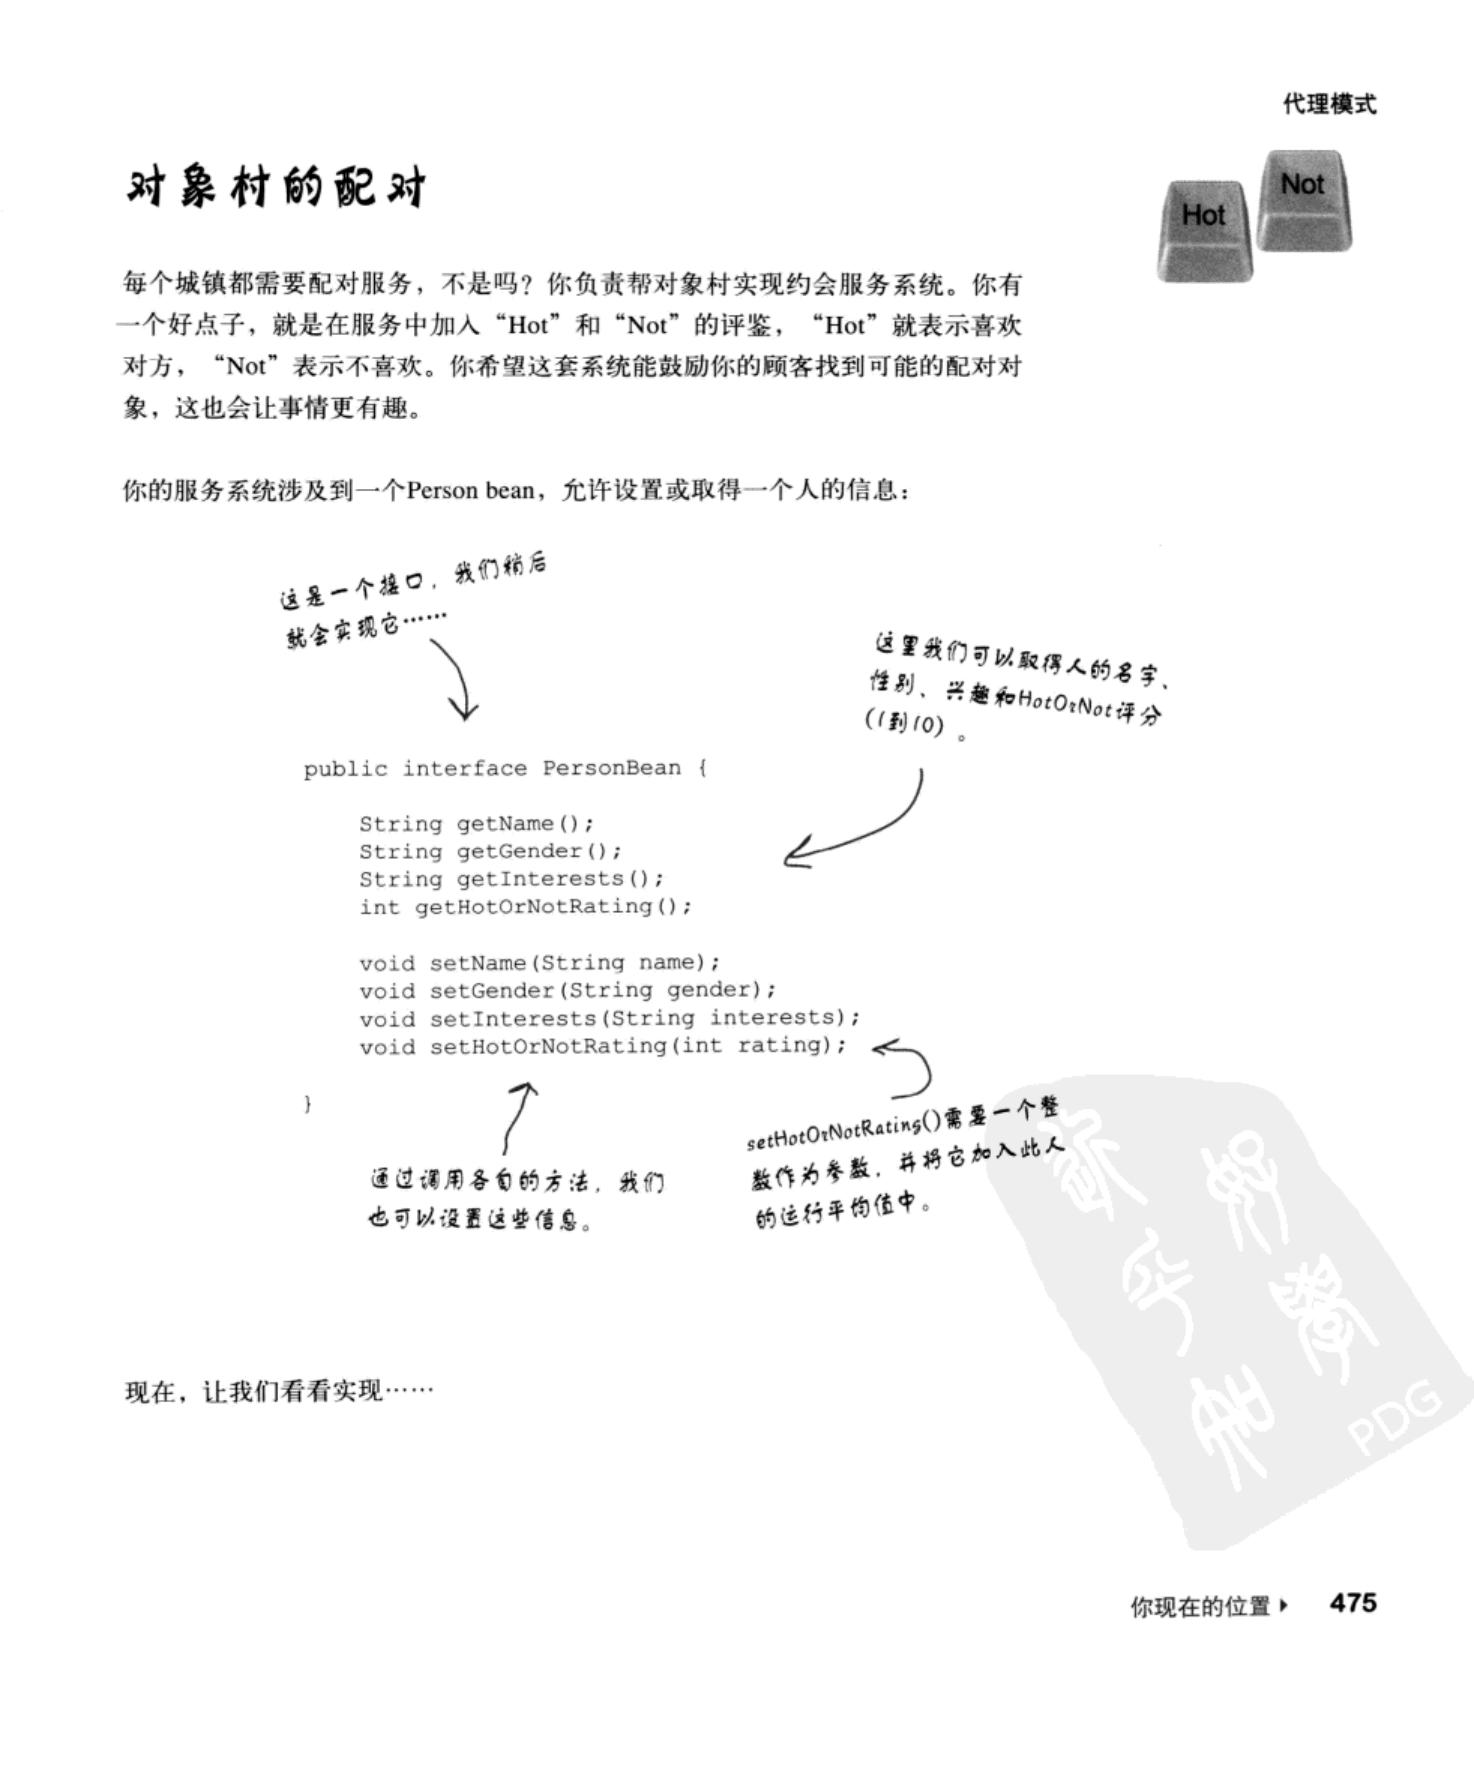 代理模式
对象村的配对
Hot
Not
每个城镇都需要配对服务，不是吗？你负责帮对象村实现约会服务系统。你有
一个好点子，就是在服务中加入“Hot”和“Not”的评鉴，“Hot”就表示喜欢
对方，“Not”表示不喜欢。你希望这套系统能鼓励你的顾客找到可能的配对对
象，这也会让事情更有趣。
你的服务系统涉及到一个Person bean，允许设置或取得一个人的信息：
这是一个接口，我们稍后
就会实现它……
这里我们可以取得人的名字、
性别、兴趣和HotOrNot评分
(1到10)。
public interface PersonBean {
String getName();
String getGender();
String getInterests();
int getHotOrNotRating();
void setName(String name);
void setGender(String gender);
void setInterests(String interests);
void setHotOrNotRating(int rating);
}
通过调用各自的方法，我们
也可以设置这些信息。
setHotOrNotRating()需要一个整
数作为参数，并将它加入此人
的运行平均值中。
现在，让我们看看实现……
PDG
你现在的位置 ▸ 475